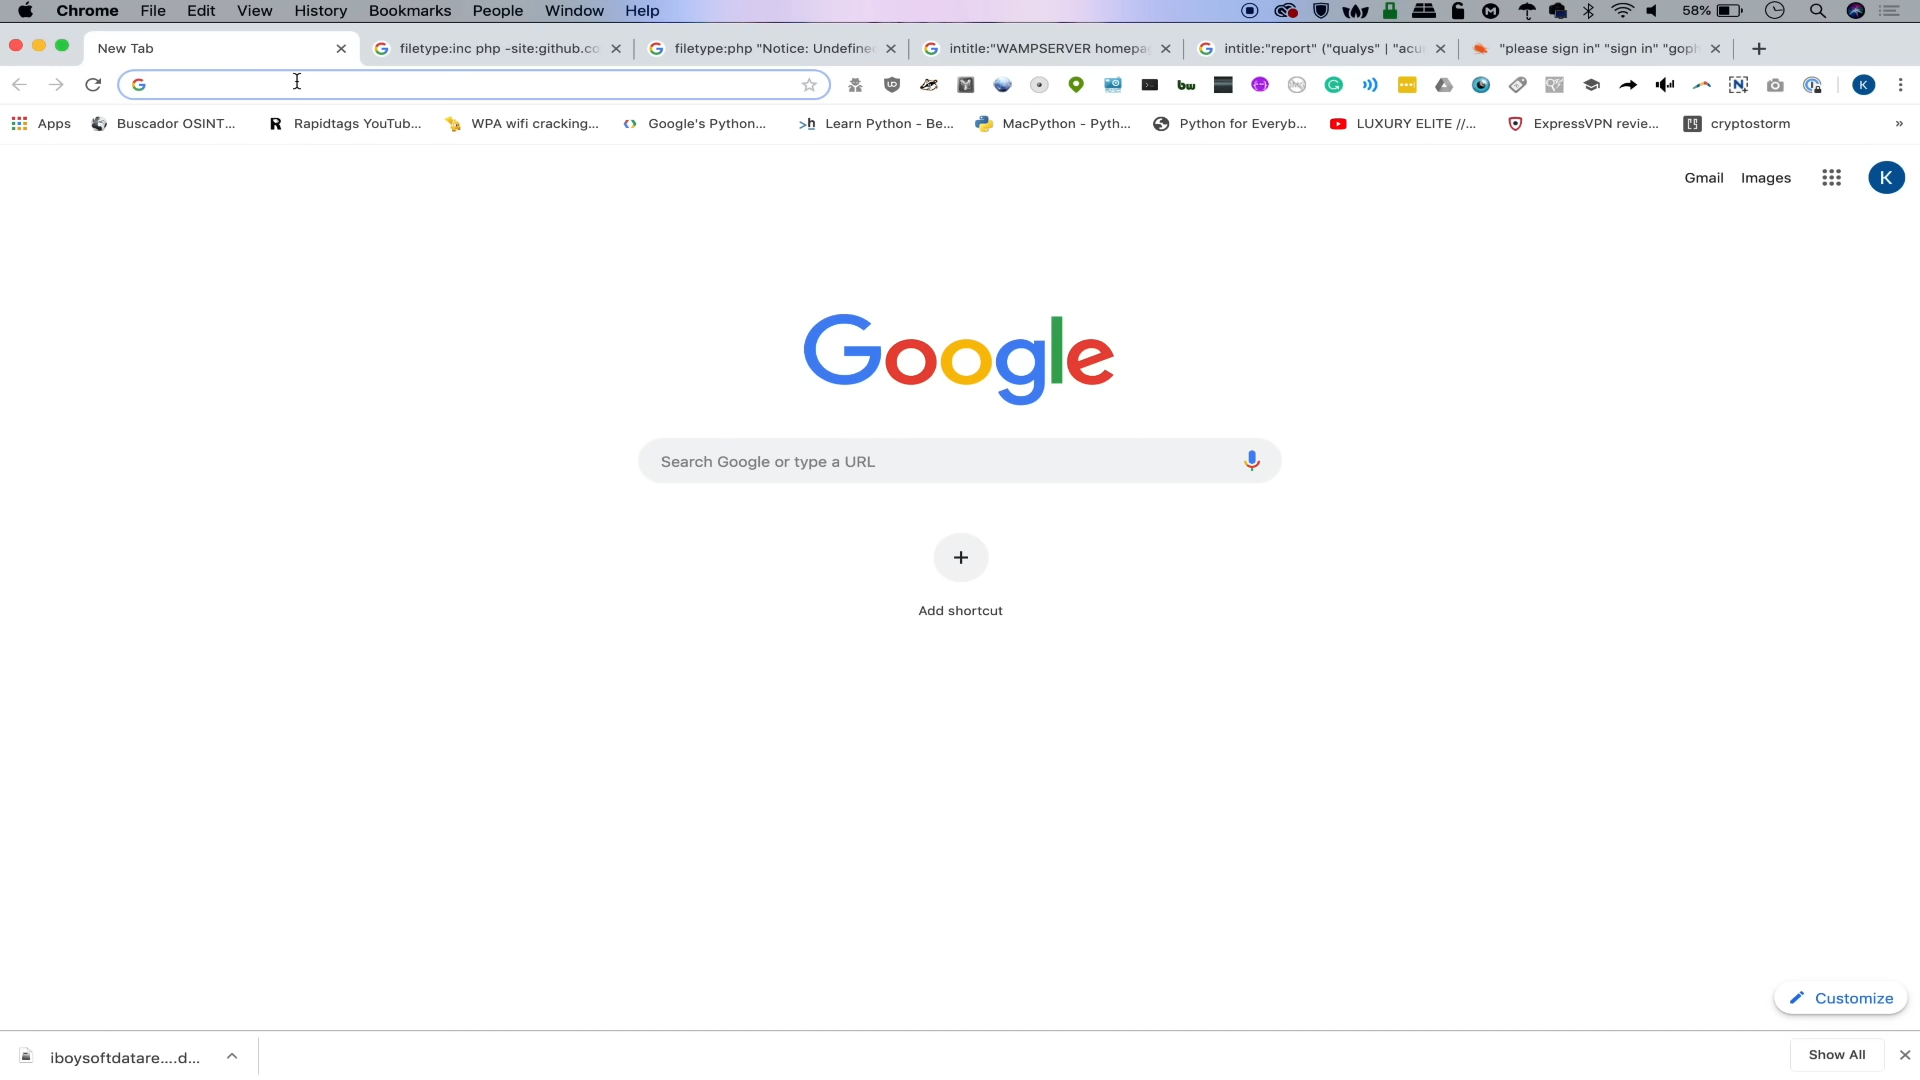 Chrome File Edit View History Bookmarks People Window Help 58%
New Tab filetype:inc php -site:github.co filetype:php "Notice: Undefine intitle:"WAMPSERVER homepa intitle:"report" ("qualys" | "acu "please sign in" "sign in" "goph
Apps Buscador OSINT... Rapidtags YouTub... WPA wifi cracking... Google's Python... >h Learn Python - Be... MacPython - Pyth... Python for Everyb... LUXURY ELITE //... ExpressVPN revie... cryptostorm »
Gmail Images K
Google
Search Google or type a URL
Add shortcut
Customize
iboysoftdatare....d... Show All